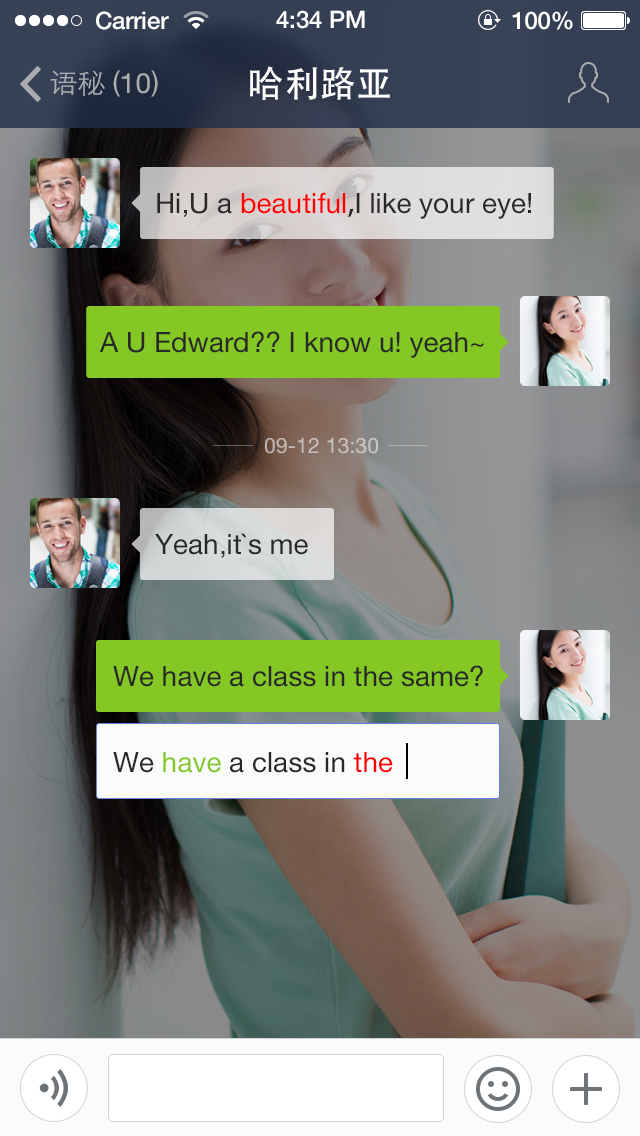 Carrier 4:34 PM 100%
语秘 (10) 哈利路亚
Hi,U a beautiful,I like your eye!
A U Edward?? I know u! yeah~
09-12 13:30
Yeah,it`s me
We have a class in the same?
We have a class in the